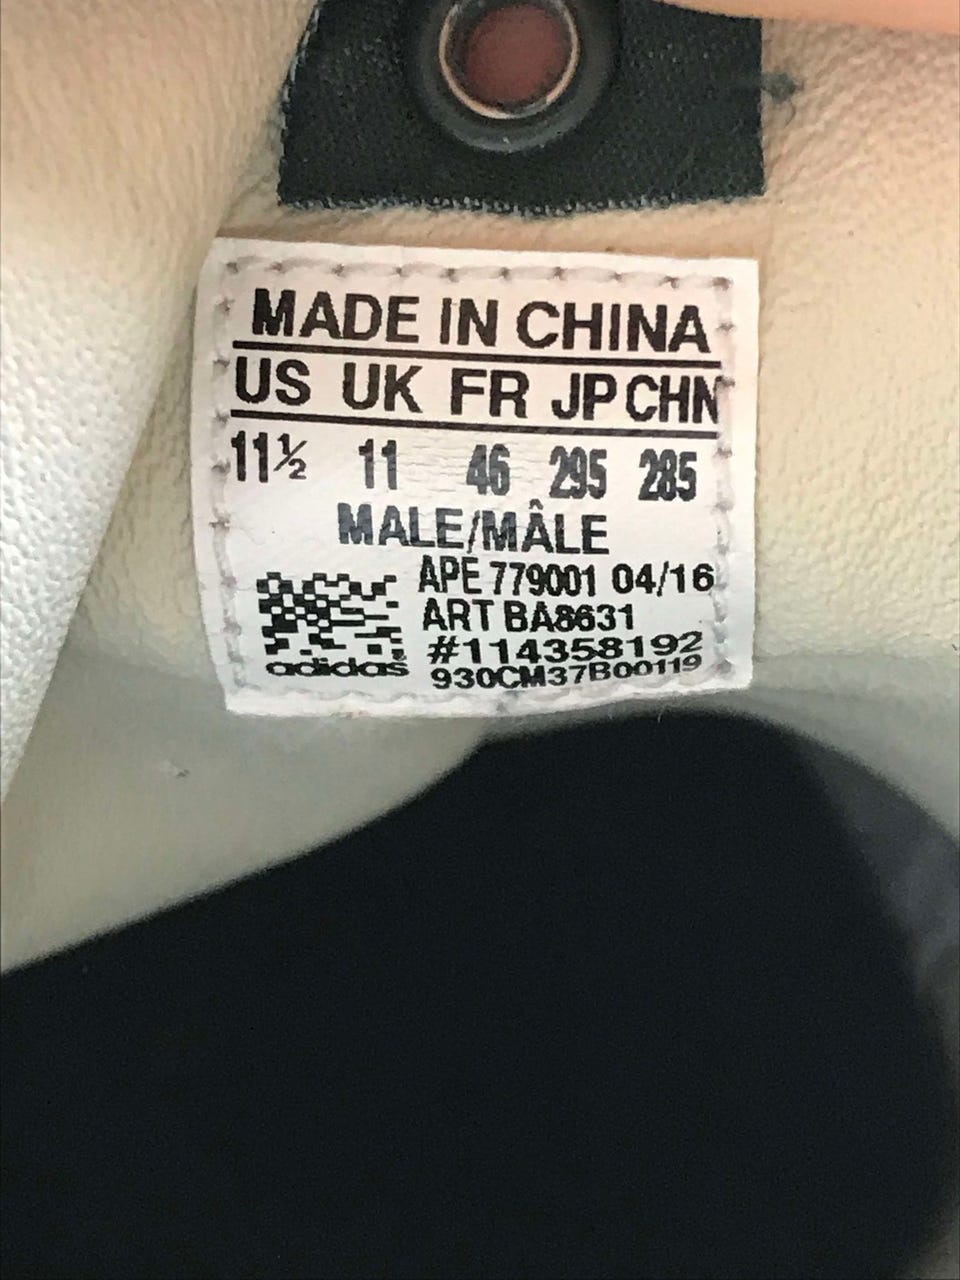 MADE IN CHINA
US UK FR JP CHN
11½ 11 46 295 285
MALE/MÂLE
APE 779001 04/16
ART BA8631
#114358192
adidas 930CM37B00119